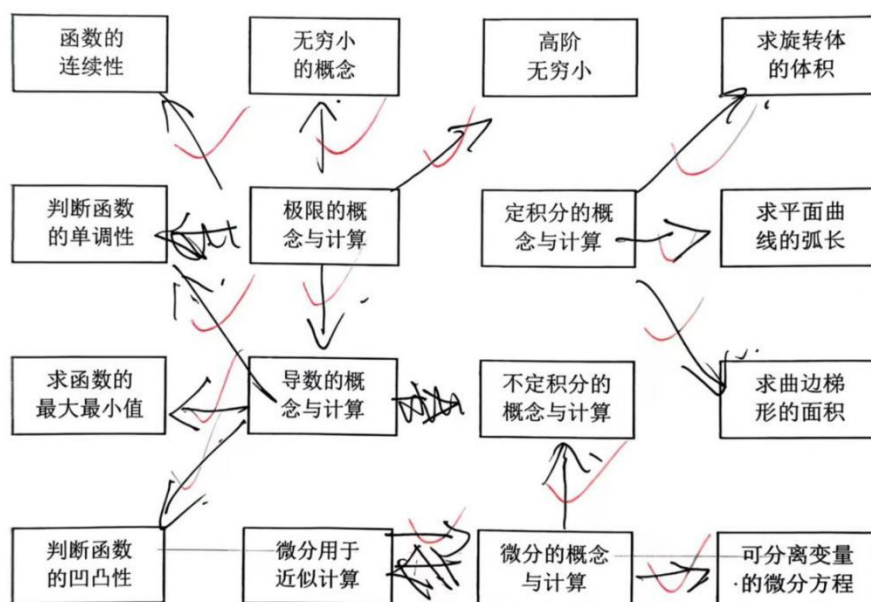 函数的
连续性
无穷小
的概念
高阶
无穷小
求旋转体
的体积
判断函数
的单调性
极限的概
念与计算
定积分的概
念与计算
求平面曲
线的弧长
求函数的
最大最小值
导数的概
念与计算
不定积分的
概念与计算
求曲边梯
形的面积
判断函数
的凹凸性
微分用于
近似计算
微分的概念
与计算
可分离变量
的微分方程